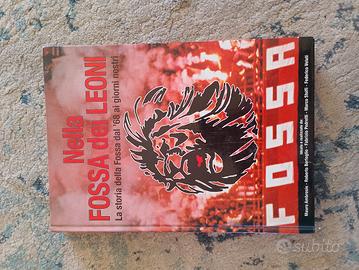 Nella
FOSSA dei LEONI
La storia della Fossa dal '68 ai giorni nostri
FOSSA
subito